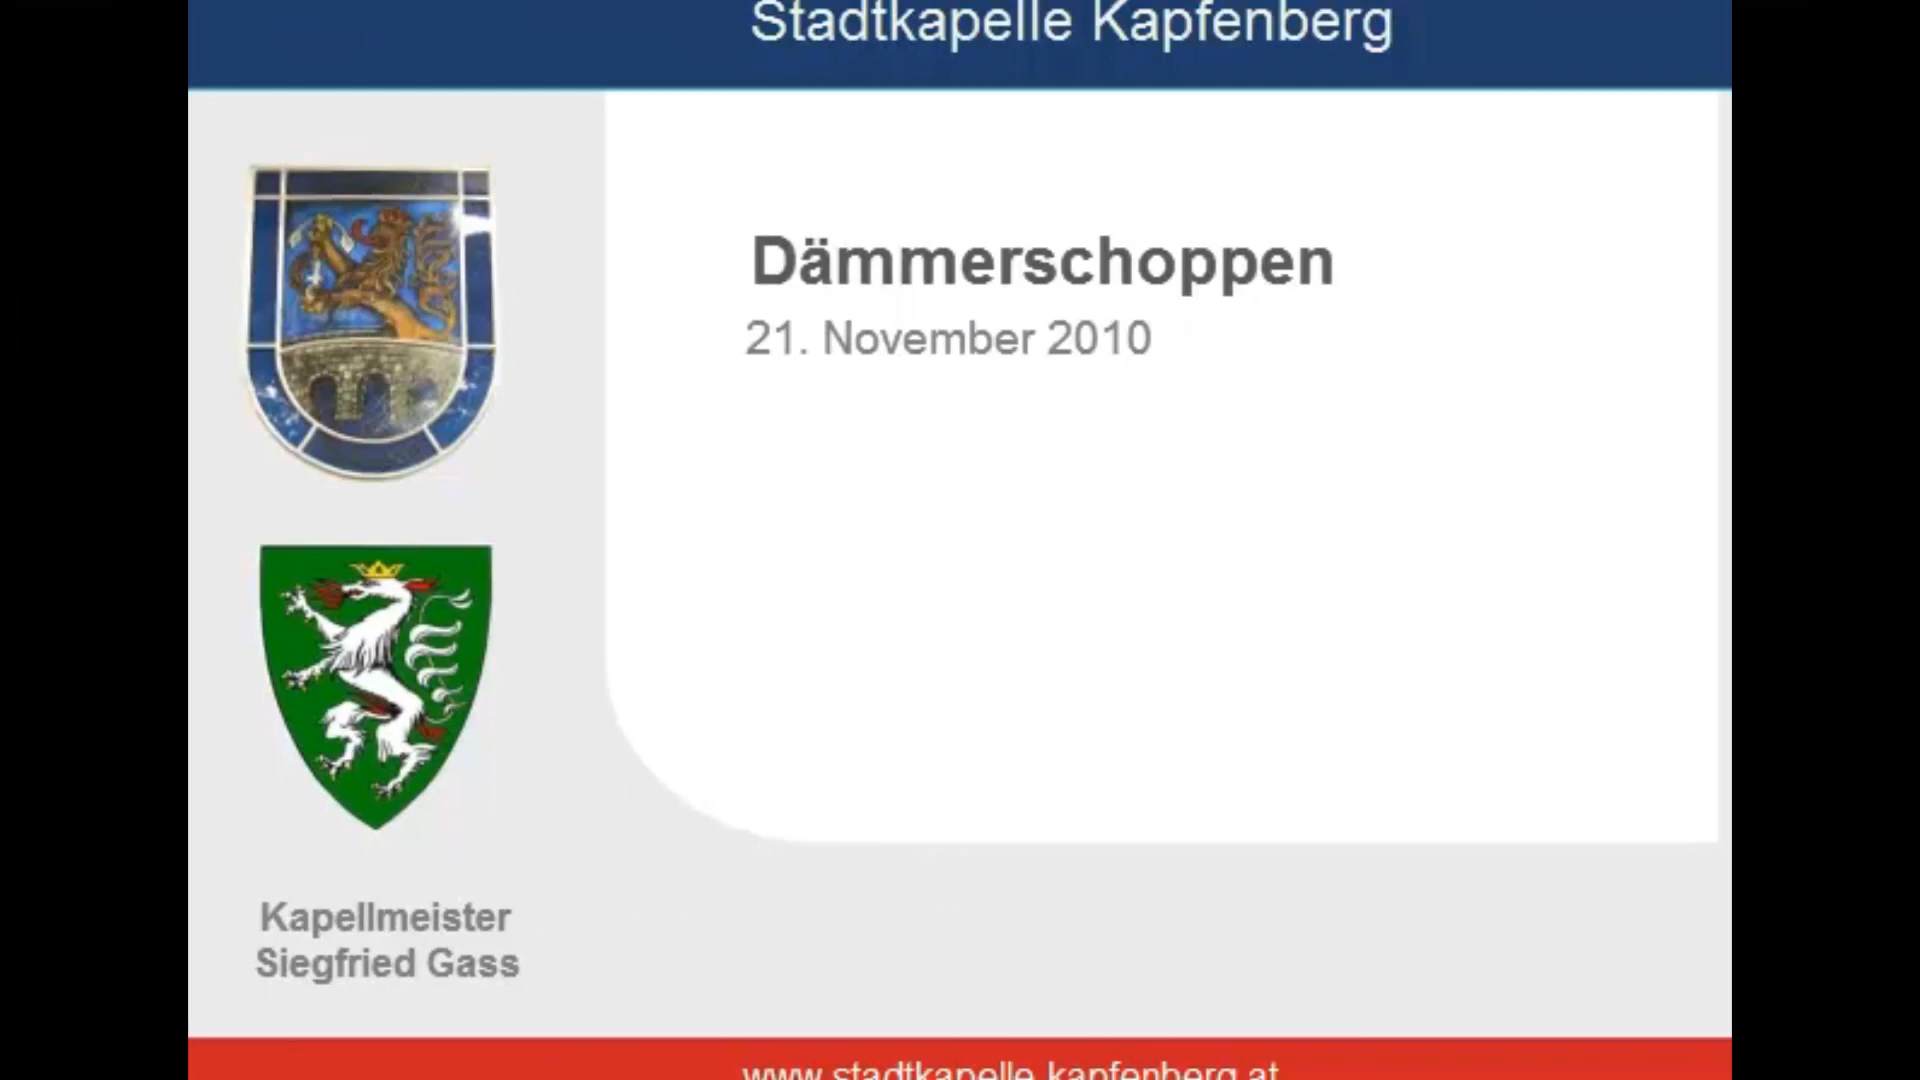 Stadtkapelle Kapfenberg
Dämmerschoppen
21. November 2010
Kapellmeister
Siegfried Gass
www.stadtkapelle.kapfenberg.at